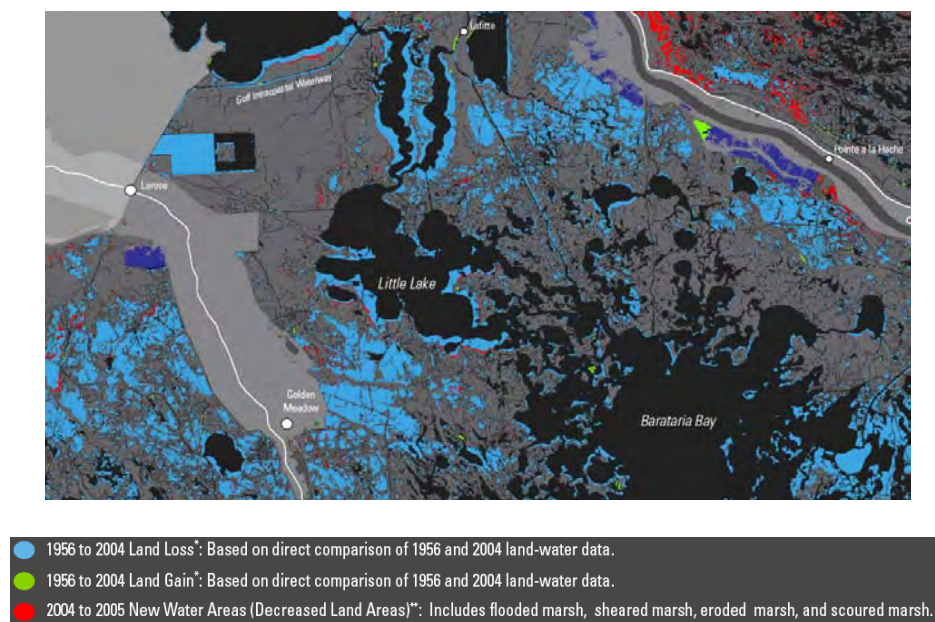 Lafitte
Golf Intracoastal Waterway
Pointe a la Hache
Larose
Little Lake
Golden
Meadow
Barataria Bay
1956 to 2004 Land Loss*: Based on direct comparison of 1956 and 2004 land-water data.
1956 to 2004 Land Gain*: Based on direct comparison of 1956 and 2004 land-water data.
2004 to 2005 New Water Areas (Decreased Land Areas)**: Includes flooded marsh, sheared marsh, eroded marsh, and scoured marsh.